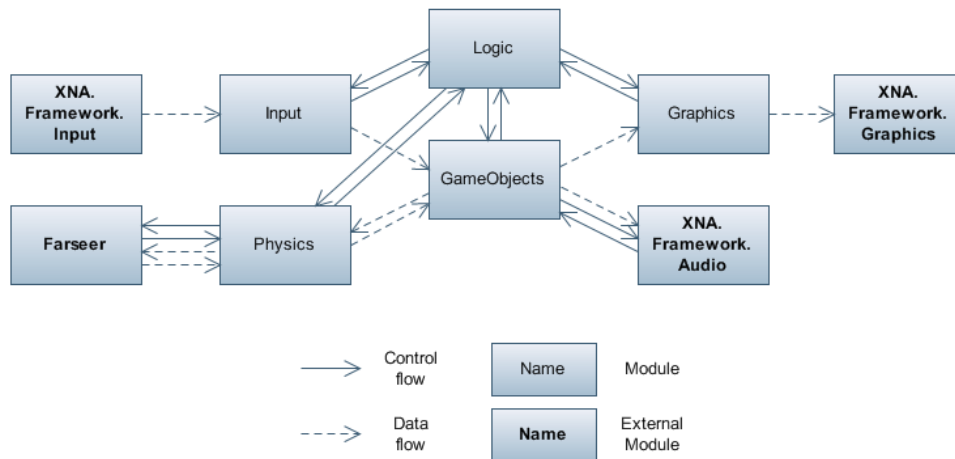 Logic
XNA.
Framework.
Input
Input
Graphics
XNA.
Framework.
Graphics
GameObjects
Farseer
Physics
XNA.
Framework.
Audio
Control
flow
Name
Module
Data
flow
Name
External
Module